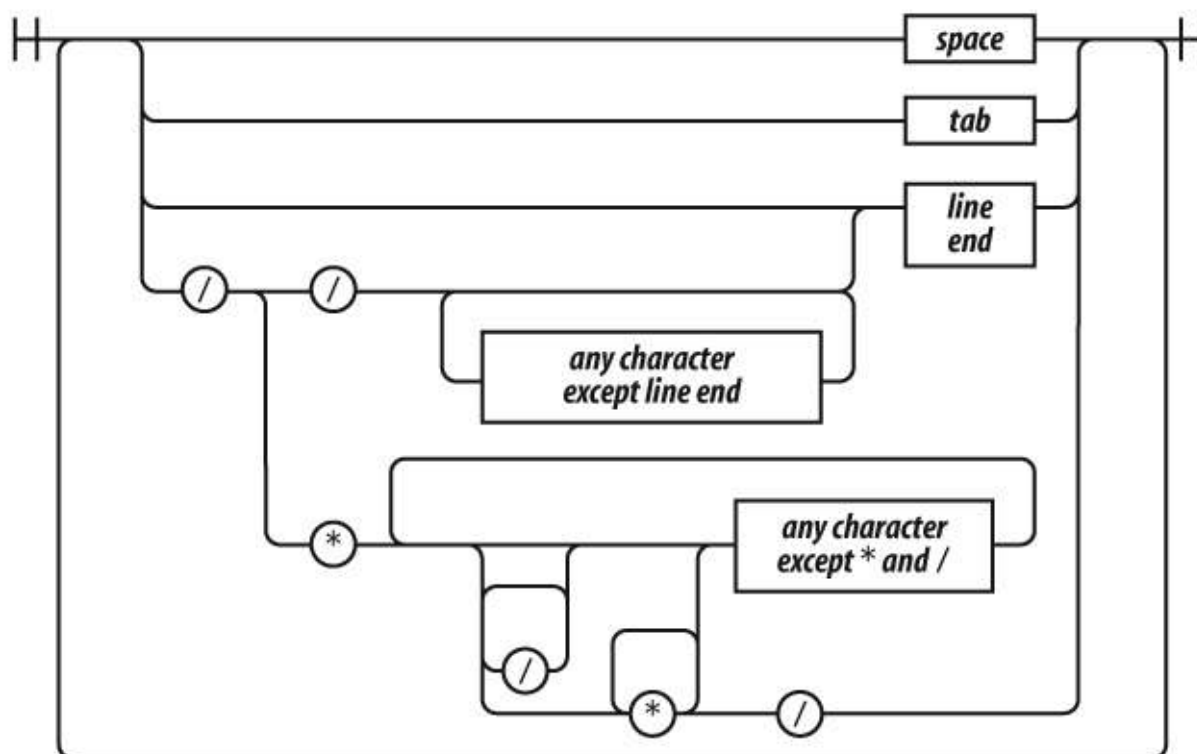 space
tab
line
end
/
/
any character
except line end
*
any character
except * and /
/
*
/